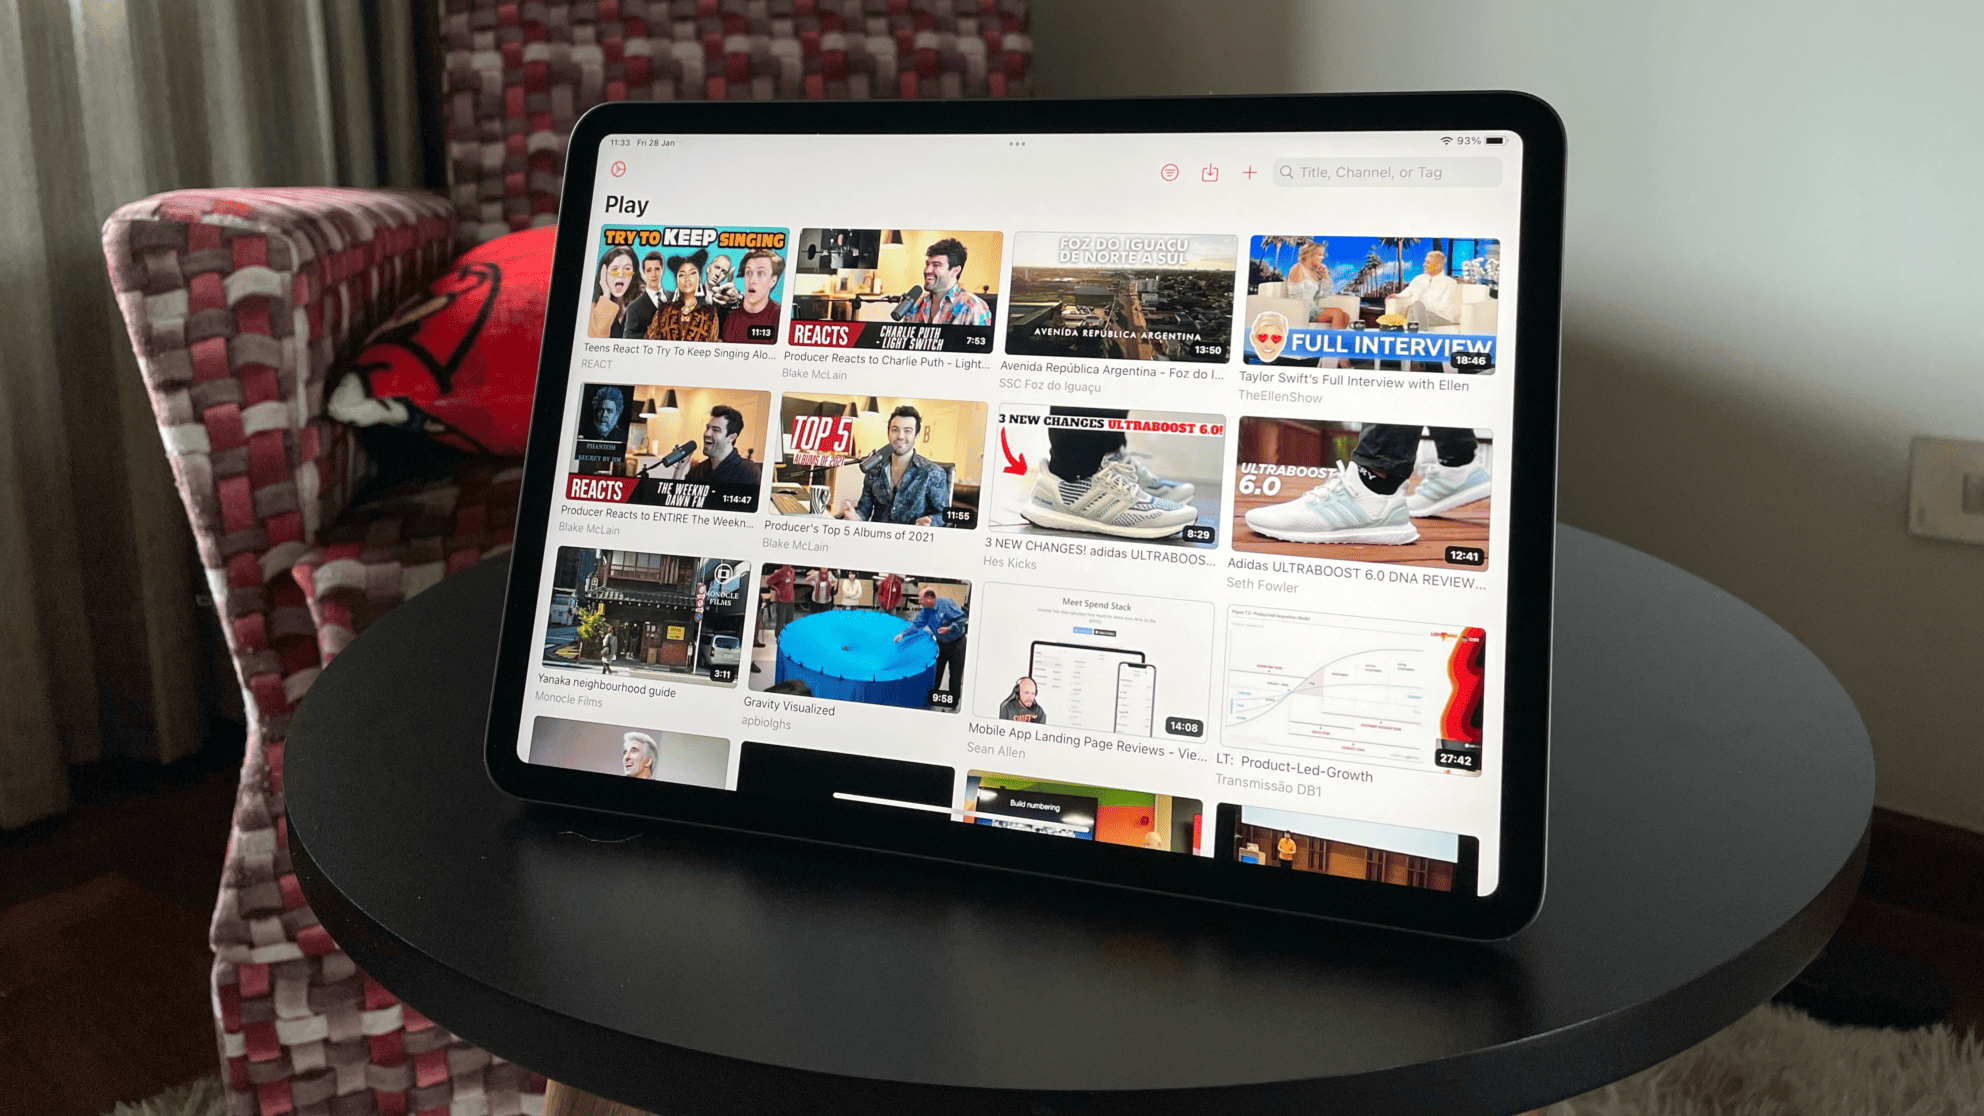 11:33 Fri 28 Jan
93%
Title, Channel, or Tag
Play
TRY TO KEEP SINGING
11:13
Teens React To Try To Keep Singing Alo...
REACT
REACTS
CHARLIE PUTH
- LIGHT SWITCH
7:53
Producer Reacts to Charlie Puth - Light...
Blake McLain
FOZ DO IGUAÇU
DE NORTE A SUL
AVENIDA REPÚBLICA ARGENTINA
13:50
Avenida República Argentina - Foz do I...
SSC Foz do Iguaçu
FULL INTERVIEW
18:46
Taylor Swift's Full Interview with Ellen
TheEllenShow
PHANTOM
REGRET BY JIM
REACTS
THE WEEKND -
DAWN FM
1:14:47
Producer Reacts to ENTIRE The Weekn...
Blake McLain
TOP 5
ALBUMS OF 2021
11:55
Producer's Top 5 Albums of 2021
Blake McLain
3 NEW CHANGES ULTRABOOST 6.0!
8:29
3 NEW CHANGES! adidas ULTRABOOS...
Hes Kicks
ULTRABOOST
6.0
12:41
Adidas ULTRABOOST 6.0 DNA REVIEW...
Seth Fowler
MONOCLE
FILMS
3:11
Yanaka neighbourhood guide
Monocle Films
9:58
Gravity Visualized
apbiolghs
Meet Spend Stack
14:08
Mobile App Landing Page Reviews - Vie...
Sean Allen
27:42
LT: Product-Led-Growth
Transmissão DB1
Build numbering